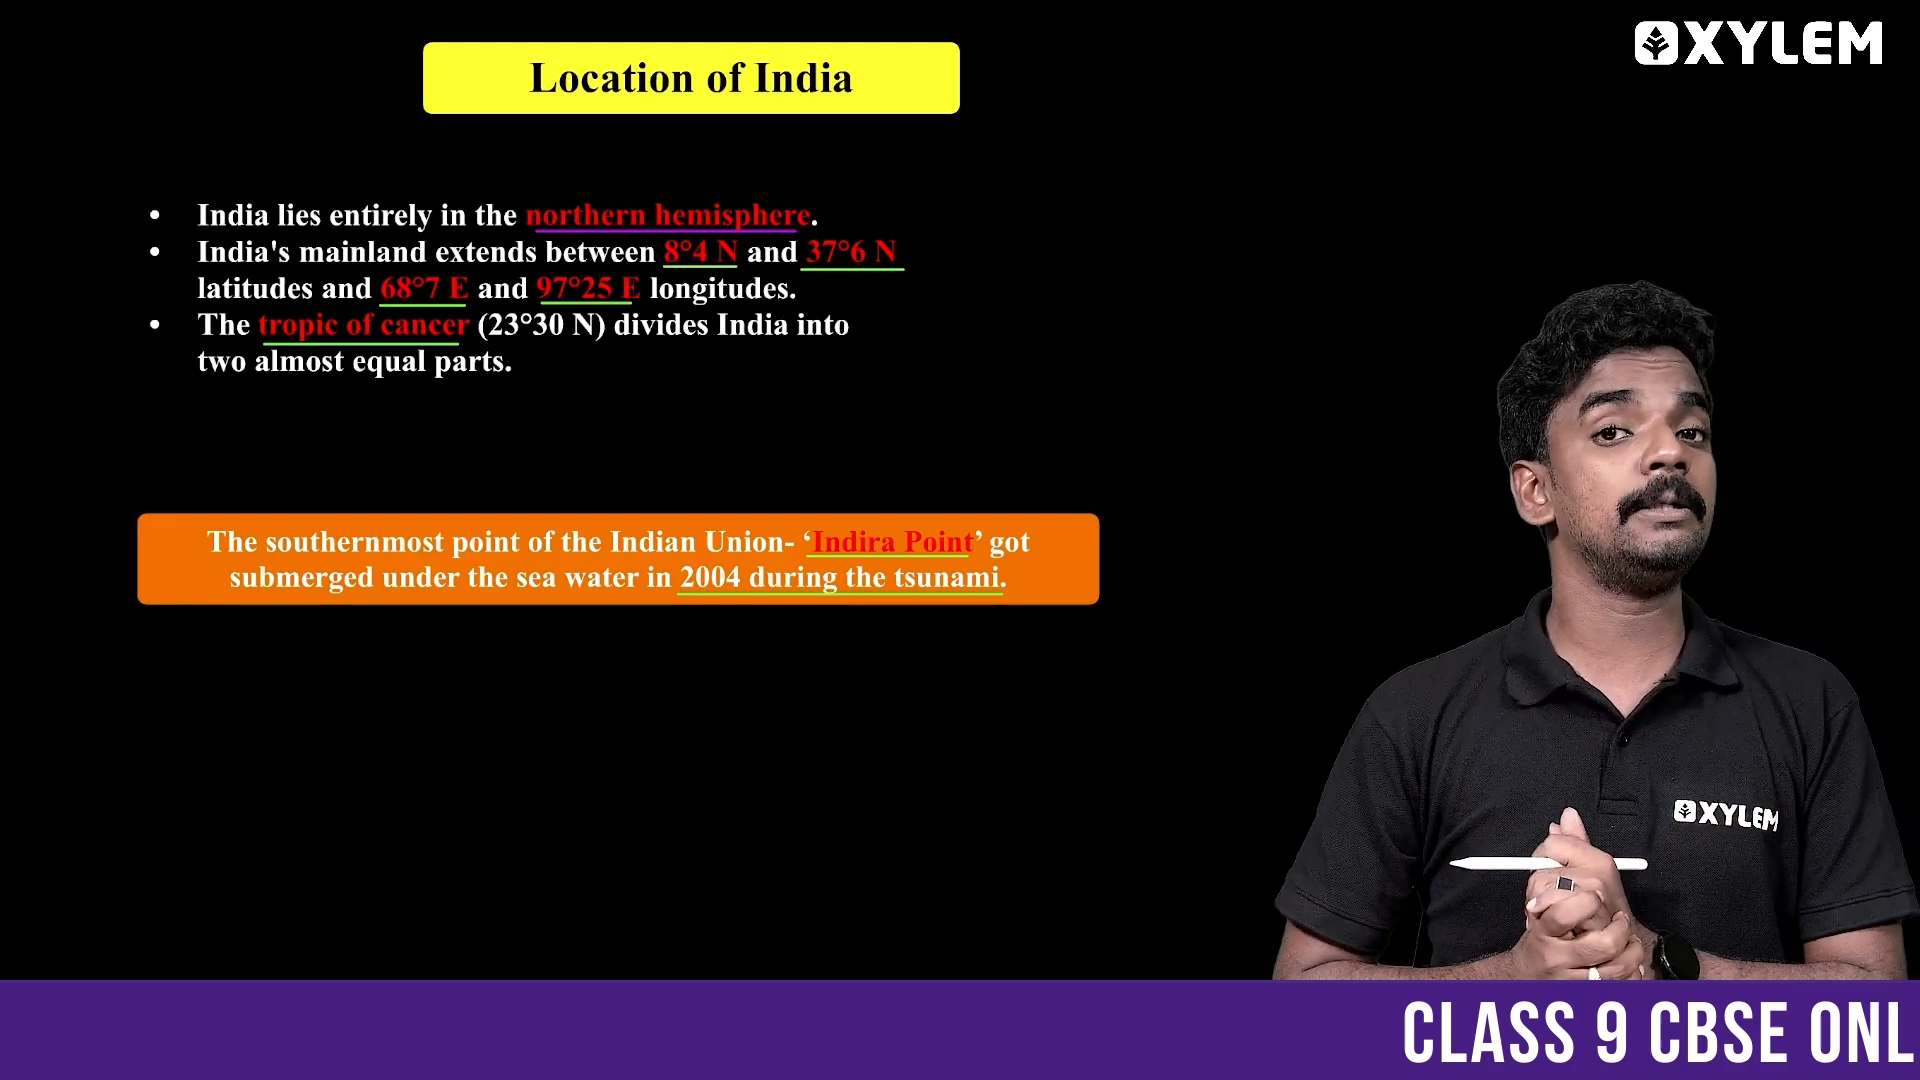 XYLEM
Location of India
• India lies entirely in the northern hemisphere.
• India's mainland extends between 8°4 N and 37°6 N
latitudes and 68°7 E and 97°25 E longitudes.
• The tropic of cancer (23°30 N) divides India into
two almost equal parts.
The southernmost point of the Indian Union- ‘Indira Point’ got
submerged under the sea water in 2004 during the tsunami.
XYLEM
CLASS 9 CBSE ONL